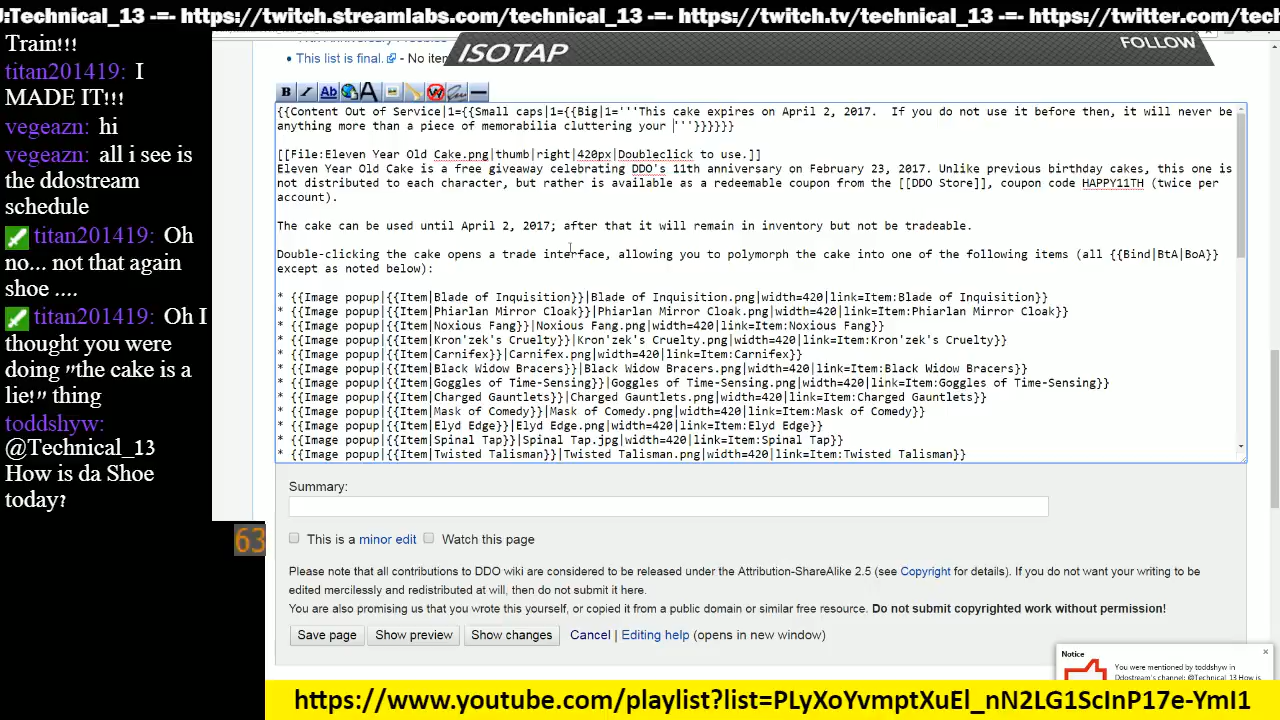 J:Technical_13 -=- https://twitch.streamlabs.com/technical_13 -=- https://twitch.tv/technical_13 -=- https://twitter.com/tech
Train!!!
titan201419: I
MADE IT!!!
vegeazn: hi
vegeazn: all i see is
the ddostream
schedule
titan201419: Oh
no... not that again
shoe ....
titan201419: Oh I
thought you were
doing "the cake is a
lie!" thing
toddshyw:
@Technical_13
How is da Shoe
today?
63
ISOTAP
FOLLOW
This list is final. - No iter
{{Content Out of Service|1={{Small caps|1={{Big|1='''This cake expires on April 2, 2017.  If you do not use it before then, it will never be
anything more than a piece of memorabilia cluttering your '''}}}}}}
[[File:Eleven Year Old Cake.png|thumb|right|420px|Doubleclick to use.]]
Eleven Year Old Cake is a free giveaway celebrating DDO's 11th anniversary on February 23, 2017. Unlike previous birthday cakes, this one is
not distributed to each character, but rather is available as a redeemable coupon from the [[DDO Store]], coupon code HAPPY11TH (twice per
account).
The cake can be used until April 2, 2017; after that it will remain in inventory but not be tradeable.
Double-clicking the cake opens a trade interface, allowing you to polymorph the cake into one of the following items (all {{Bind|BtA|BoA}}
except as noted below):
* {{Image popup|{{Item|Blade of Inquisition}}|Blade of Inquisition.png|width=420|link=Item:Blade of Inquisition}}
* {{Image popup|{{Item|Phiarlan Mirror Cloak}}|Phiarlan Mirror Cloak.png|width=420|link=Item:Phiarlan Mirror Cloak}}
* {{Image popup|{{Item|Noxious Fang}}|Noxious Fang.png|width=420|link=Item:Noxious Fang}}
* {{Image popup|{{Item|Kron'zek's Cruelty}}|Kron'zek's Cruelty.png|width=420|link=Item:Kron'zek's Cruelty}}
* {{Image popup|{{Item|Carnifex}}|Carnifex.png|width=420|link=Item:Carnifex}}
* {{Image popup|{{Item|Black Widow Bracers}}|Black Widow Bracers.png|width=420|link=Item:Black Widow Bracers}}
* {{Image popup|{{Item|Goggles of Time-Sensing}}|Goggles of Time-Sensing.png|width=420|link=Item:Goggles of Time-Sensing}}
* {{Image popup|{{Item|Charged Gauntlets}}|Charged Gauntlets.png|width=420|link=Item:Charged Gauntlets}}
* {{Image popup|{{Item|Mask of Comedy}}|Mask of Comedy.png|width=420|link=Item:Mask of Comedy}}
* {{Image popup|{{Item|Elyd Edge}}|Elyd Edge.png|width=420|link=Item:Elyd Edge}}
* {{Image popup|{{Item|Spinal Tap}}|Spinal Tap.jpg|width=420|link=Item:Spinal Tap}}
* {{Image popup|{{Item|Twisted Talisman}}|Twisted Talisman.png|width=420|link=Item:Twisted Talisman}}
Summary:
This is a minor edit Watch this page
Please note that all contributions to DDO wiki are considered to be released under the Attribution-ShareAlike 2.5 (see Copyright for details). If you do not want your writing to be
edited mercilessly and redistributed at will, then do not submit it here.
You are also promising us that you wrote this yourself, or copied it from a public domain or similar free resource. Do not submit copyrighted work without permission!
Save page Show preview Show changes Cancel | Editing help (opens in new window)
Notice
You were mentioned by toddshyw in
Ddostream's channel: @Technical_13 How is
https://www.youtube.com/playlist?list=PLyXoYvmptXuEl_nN2LG1ScInP17e-YmI1